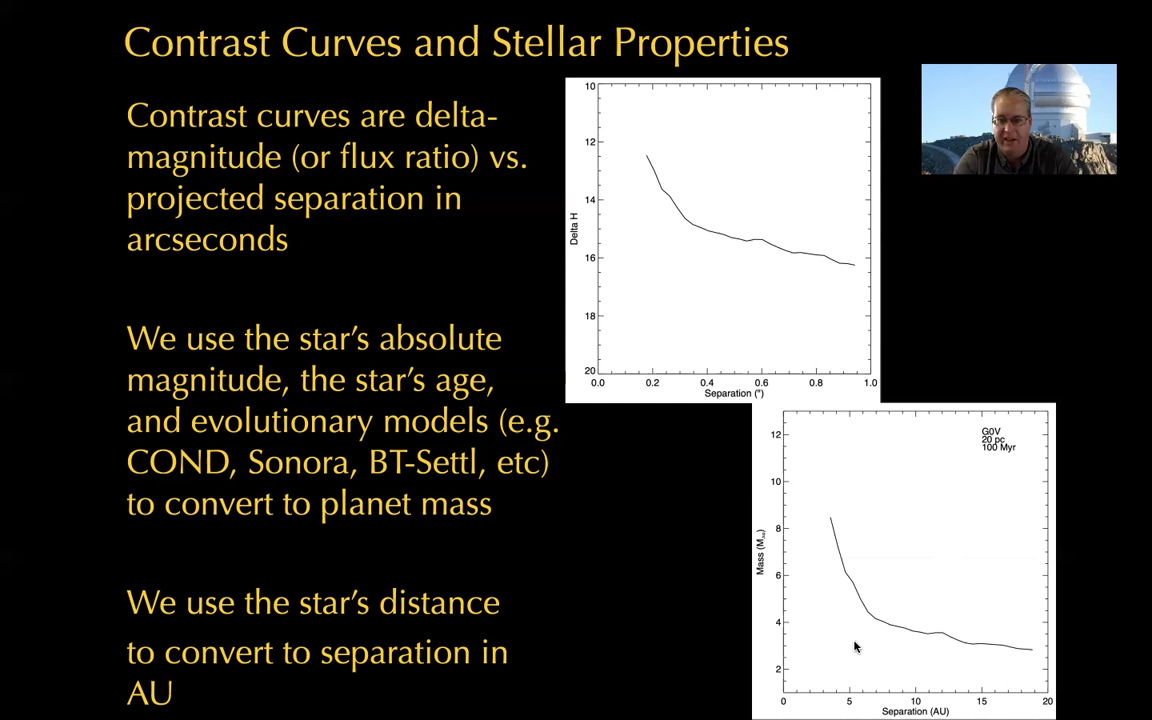 Contrast Curves and Stellar Properties
Contrast curves are delta-
magnitude (or flux ratio) vs.
projected separation in
arcseconds
We use the star's absolute
magnitude, the star's age,
and evolutionary models (e.g.
COND, Sonora, BT-Settl, etc)
to convert to planet mass
We use the star's distance
to convert to separation in
AU
10
12
14
16
18
20
Delta H
0.0 0.2 0.4 0.6 0.8 1.0
Separation (")
G0V
20 pc
100 Myr
12
10
8
6
4
2
Mass (MJup)
0 5 10 15 20
Separation (AU)